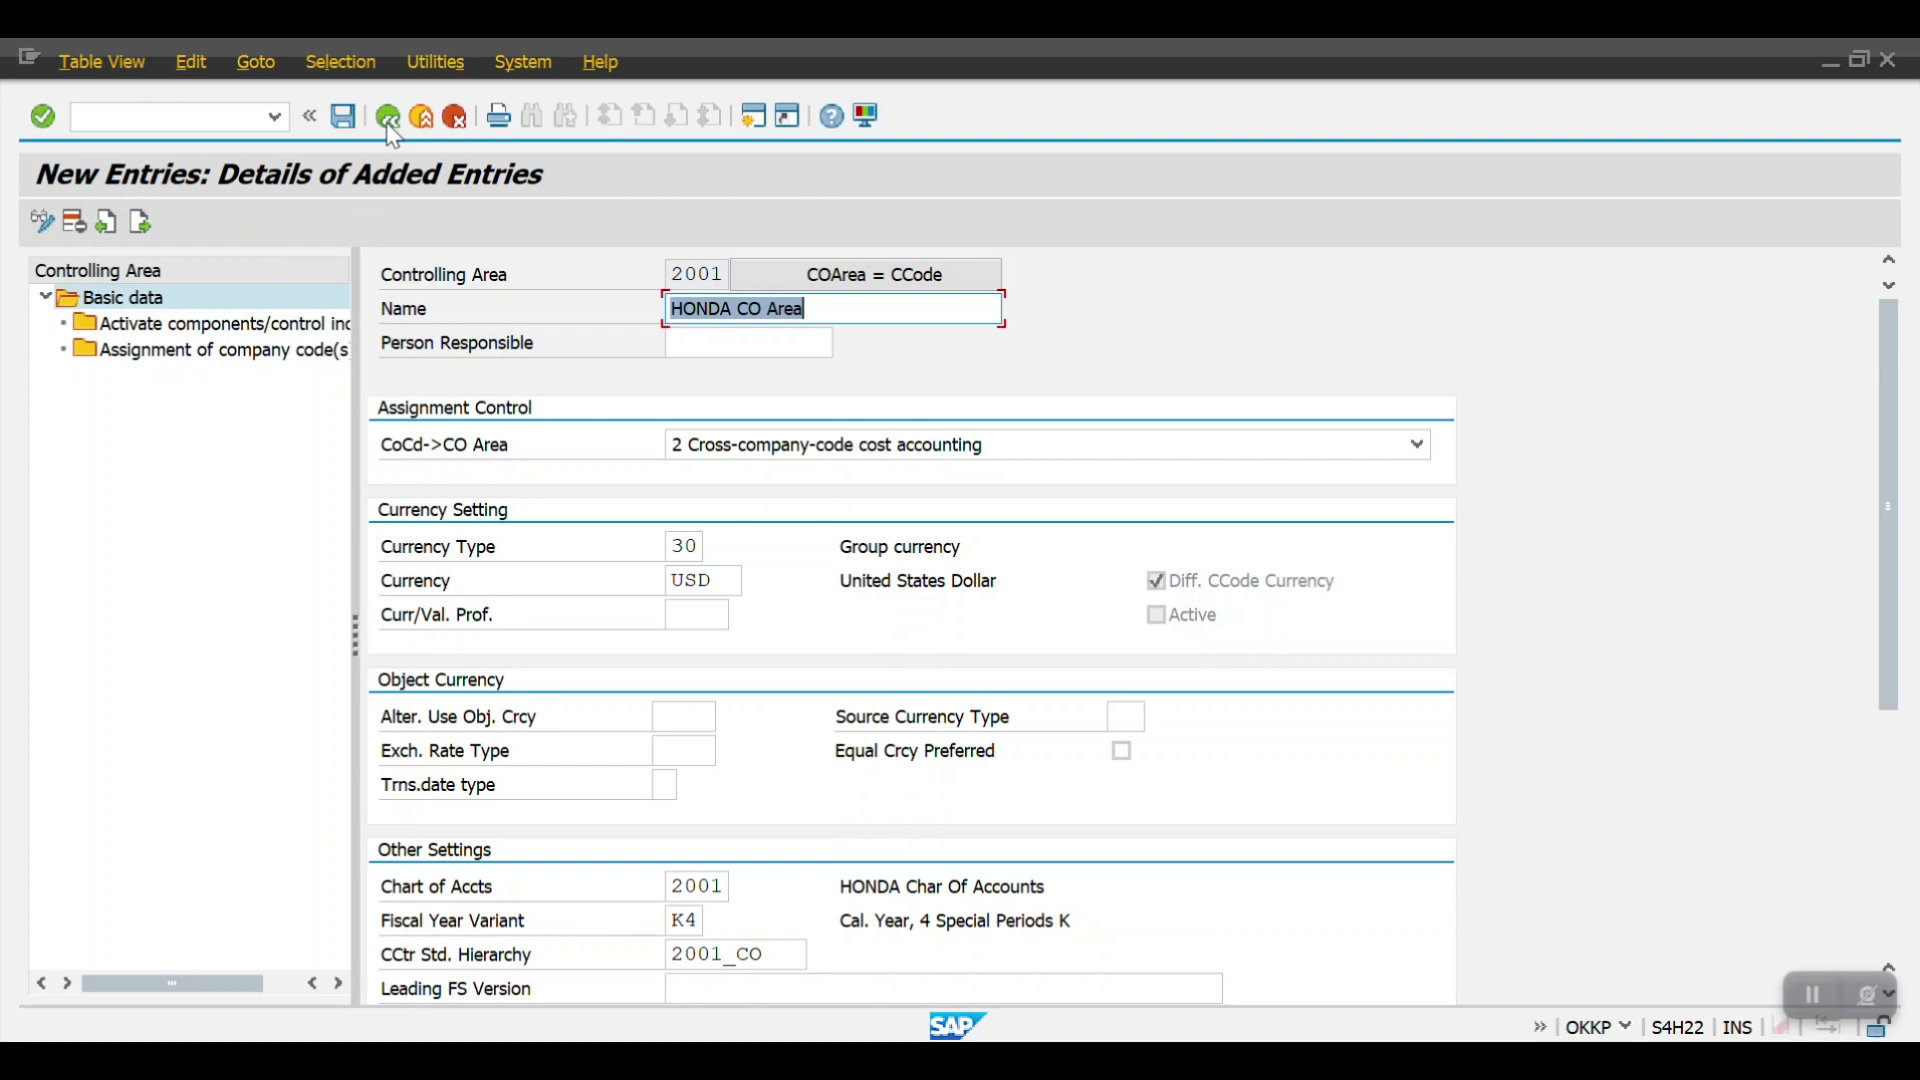 Table View Edit Goto Selection Utilities System Help
New Entries: Details of Added Entries
Controlling Area
Basic data
Activate components/control inc
Assignment of company code(s
Controlling Area 2001 COArea = CCode
Name HONDA CO Area
Person Responsible
Assignment Control
CoCd->CO Area 2 Cross-company-code cost accounting
Currency Setting
Currency Type 30 Group currency
Currency USD United States Dollar Diff. CCode Currency
Curr/Val. Prof. Active
Object Currency
Alter. Use Obj. Crcy Source Currency Type
Exch. Rate Type Equal Crcy Preferred
Trns.date type
Other Settings
Chart of Accts 2001 HONDA Char Of Accounts
Fiscal Year Variant K4 Cal. Year, 4 Special Periods K
CCtr Std. Hierarchy 2001_CO
Leading FS Version
SAP
OKKP S4H22 INS